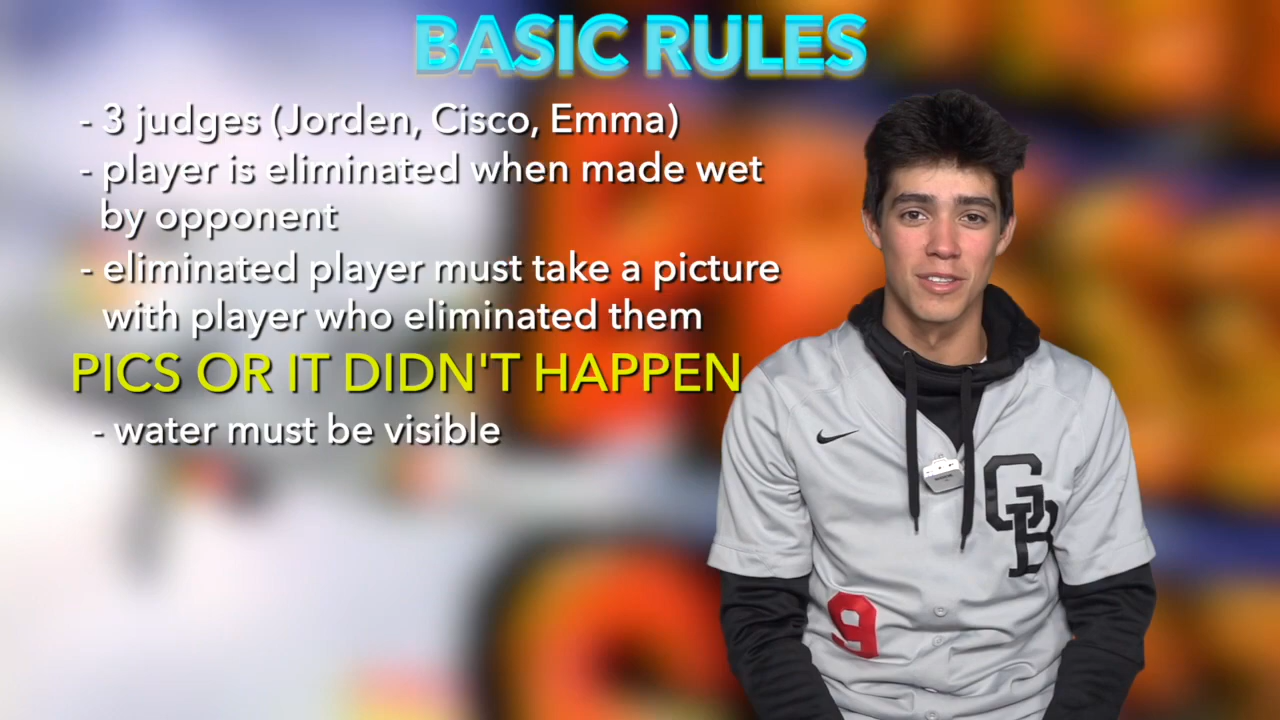 BASIC RULES
- 3 judges (Jorden, Cisco, Emma)
- player is eliminated when made wet
by opponent
- eliminated player must take a picture
with player who eliminated them
PICS OR IT DIDN'T HAPPEN
- water must be visible
GB
9